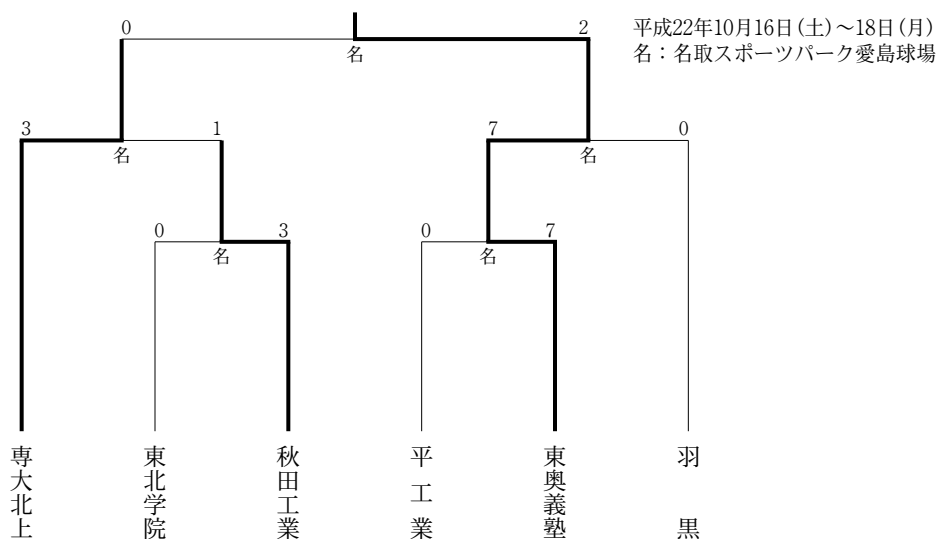 平成22年10月16日(土)～18日(月)
名：名取スポーツパーク愛島球場
0
2
名
3
1
7
0
名
名
0
3
0
7
名
名
専大北上
東北学院
秋田工業
平工業
東奥義塾
羽黒